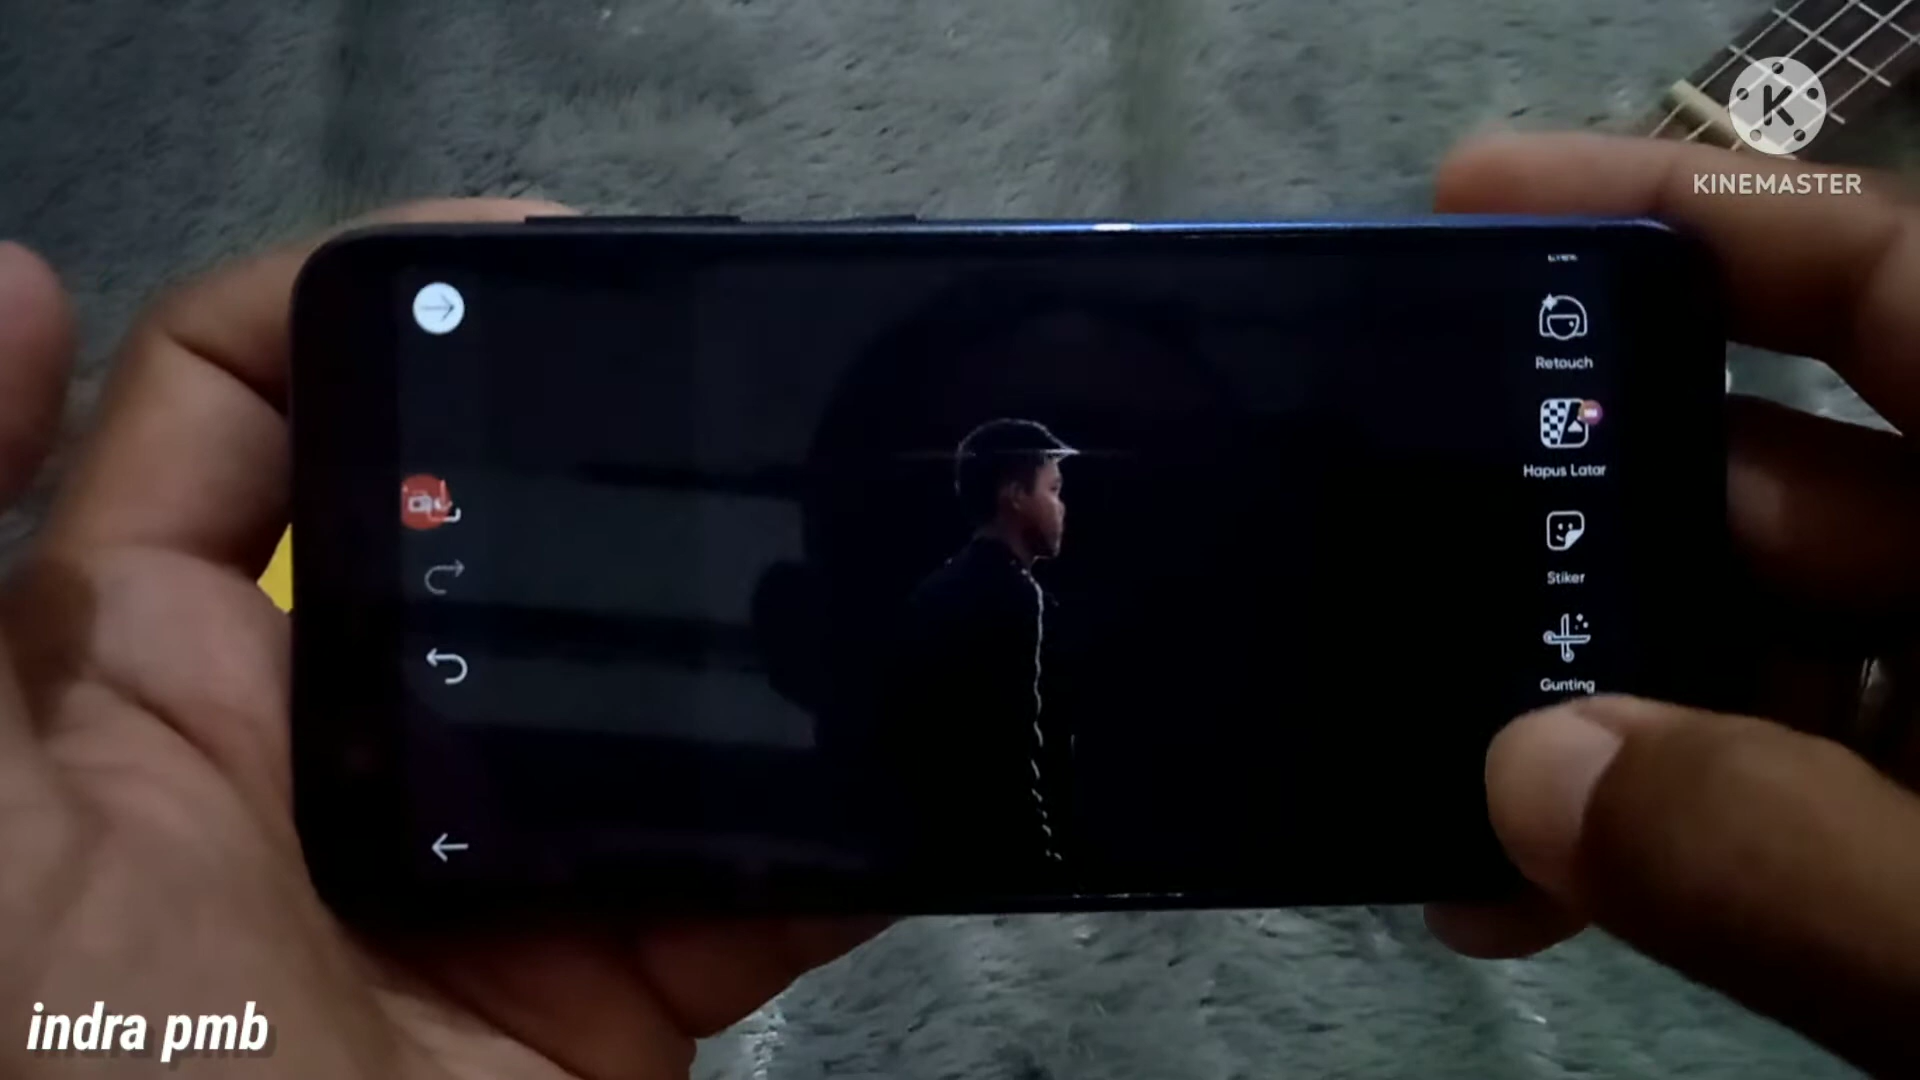 KINEMASTER
Retouch
Hapus Latar
Stiker
Gunting
indra pmb